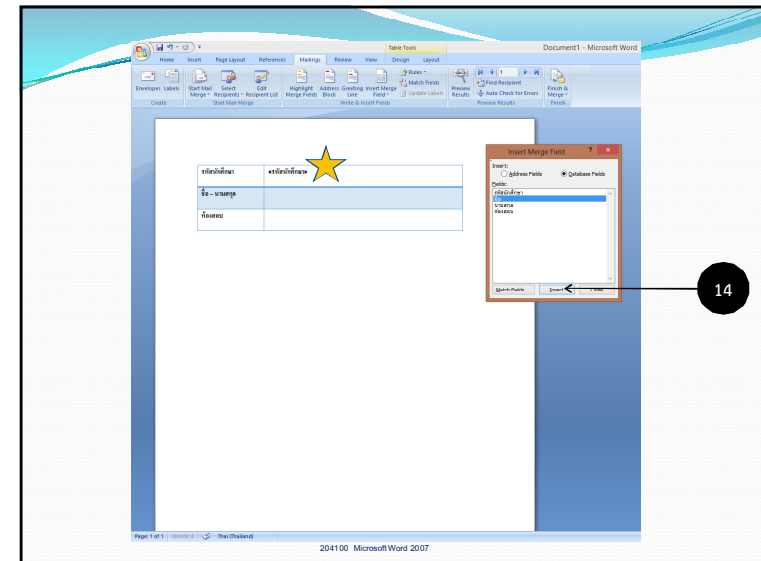 Table Tools
Document1 - Microsoft Word
Home Insert Page Layout References Mailings Review View Design Layout
Envelopes Labels
Start Mail Merge
Select Recipients
Edit Recipient List
Highlight Merge Fields
Address Block
Greeting Line
Insert Merge Field
Rules
Match Fields
Update Labels
Preview Results
1
Find Recipient
Auto Check for Errors
Finish & Merge
Create Start Mail Merge Write & Insert Fields Preview Results Finish
รหัสนักศึกษา «รหัสนักศึกษา»
ชื่อ – นามสกุล
ห้องสอบ
Insert Merge Field ?
Insert:
Address Fields Database Fields
Fields:
รหัสนักศึกษา
ชื่อ
นามสกุล
ห้องสอบ
Match Fields Insert
14
Page: 1 of 1 Words: 6 Thai (Thailand)
204100 Microsoft Word 2007